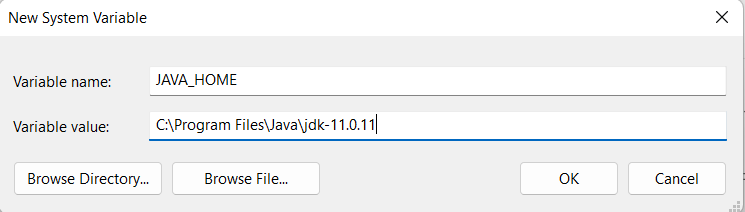 New System Variable
Variable name:
JAVA_HOME
Variable value:
C:\Program Files\Java\jdk-11.0.11
Browse Directory...
Browse File...
OK
Cancel